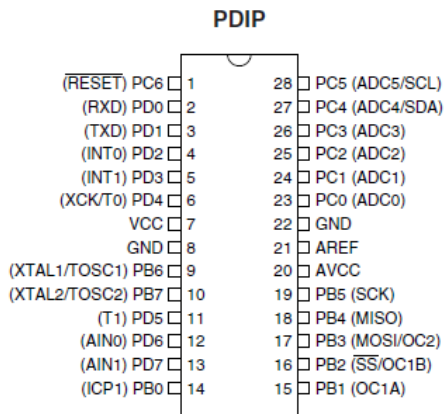 PDIP
(RESET) PC6 1 28 PC5 (ADC5/SCL)
(RXD) PD0 2 27 PC4 (ADC4/SDA)
(TXD) PD1 3 26 PC3 (ADC3)
(INT0) PD2 4 25 PC2 (ADC2)
(INT1) PD3 5 24 PC1 (ADC1)
(XCK/T0) PD4 6 23 PC0 (ADC0)
VCC 7 22 GND
GND 8 21 AREF
(XTAL1/TOSC1) PB6 9 20 AVCC
(XTAL2/TOSC2) PB7 10 19 PB5 (SCK)
(T1) PD5 11 18 PB4 (MISO)
(AIN0) PD6 12 17 PB3 (MOSI/OC2)
(AIN1) PD7 13 16 PB2 (SS/OC1B)
(ICP1) PB0 14 15 PB1 (OC1A)